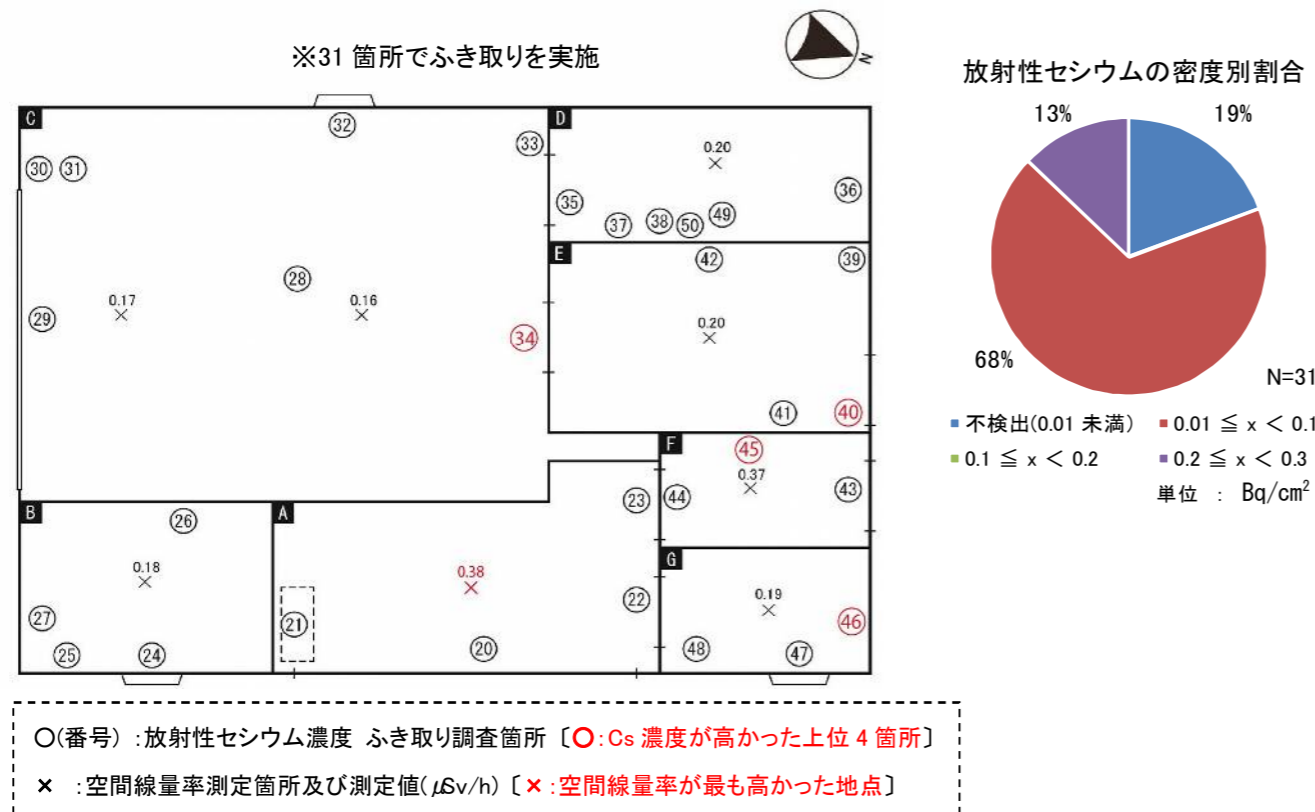 ※31 箇所でふき取りを実施
N
C
32
33
30
31
28
0.17
0.16
29
34
D
0.20
35
36
37
38
50
49
E
42
39
0.20
41
40
F
45
0.37
44
43
G
0.19
46
48
47
B
26
0.18
27
25
24
A
23
0.38
22
21
20
放射性セシウムの密度別割合
13%
19%
68%
N=31
不検出(0.01 未満)
0.01 ≦ x < 0.1
0.1 ≦ x < 0.2
0.2 ≦ x < 0.3
単位 : Bq/cm²
○(番号) :放射性セシウム濃度 ふき取り調査箇所 〔○:Cs 濃度が高かった上位 4 箇所〕
× :空間線量率測定箇所及び測定値(μSv/h) 〔×:空間線量率が最も高かった地点〕